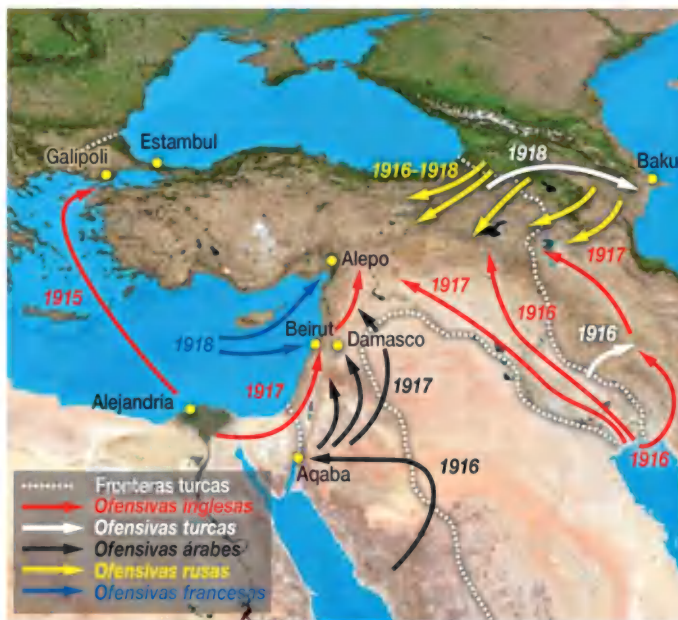 Estambul
Galipoli
1916-1918
1918
Baku
1915
Alepo
1917
1917
1916
1918
Beirut
Damasco
1916
1917
1917
Alejandria
1916
1916
Aqaba
Fronteras turcas
Ofensivas inglesas
Ofensivas turcas
Ofensivas árabes
Ofensivas rusas
Ofensivas francesas